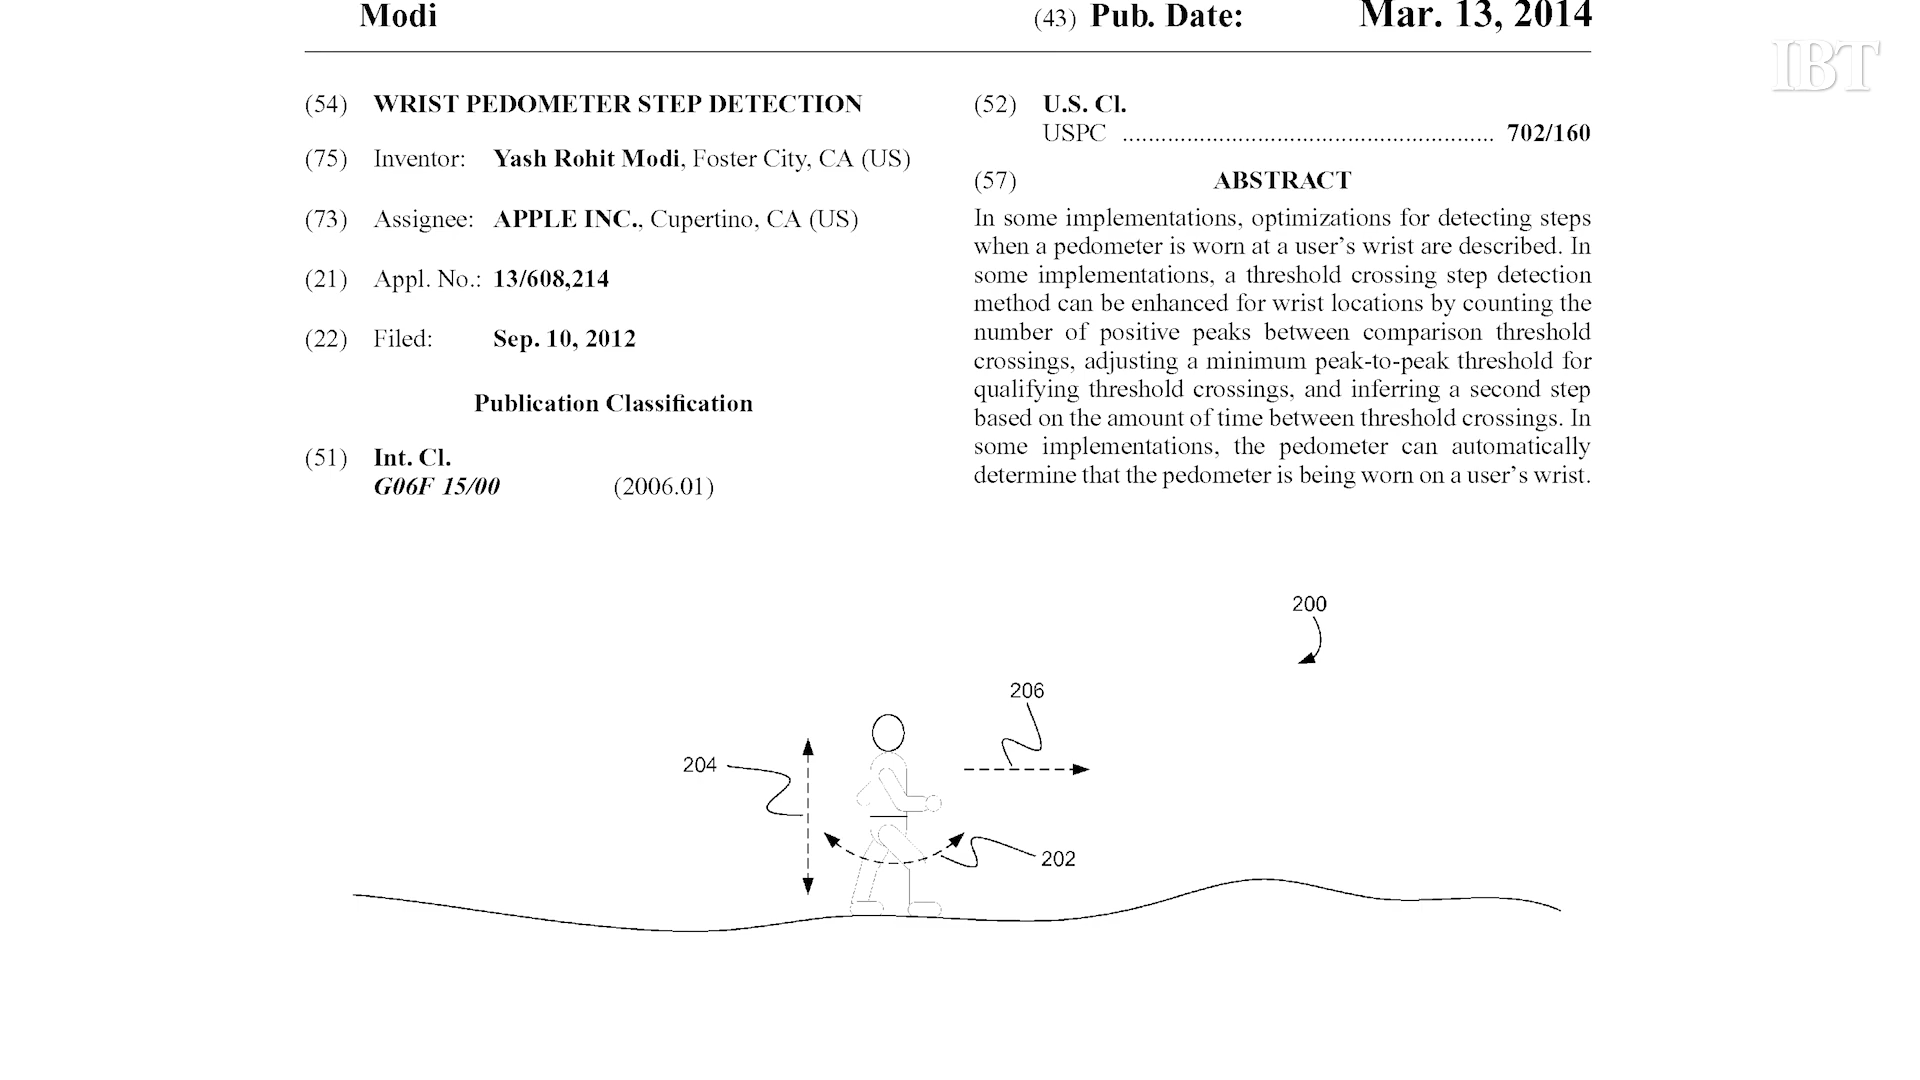 Modi
(43) Pub. Date: Mar. 13, 2014
IBT
(54) WRIST PEDOMETER STEP DETECTION
(75) Inventor: Yash Rohit Modi, Foster City, CA (US)
(73) Assignee: APPLE INC., Cupertino, CA (US)
(21) Appl. No.: 13/608,214
(22) Filed: Sep. 10, 2012
Publication Classification
(51) Int. Cl.
G06F 15/00 (2006.01)
(52) U.S. Cl.
USPC .................................................... 702/160
(57) ABSTRACT
In some implementations, optimizations for detecting steps
when a pedometer is worn at a user's wrist are described. In
some implementations, a threshold crossing step detection
method can be enhanced for wrist locations by counting the
number of positive peaks between comparison threshold
crossings, adjusting a minimum peak-to-peak threshold for
qualifying threshold crossings, and inferring a second step
based on the amount of time between threshold crossings. In
some implementations, the pedometer can automatically
determine that the pedometer is being worn on a user's wrist.
200
206
204
202